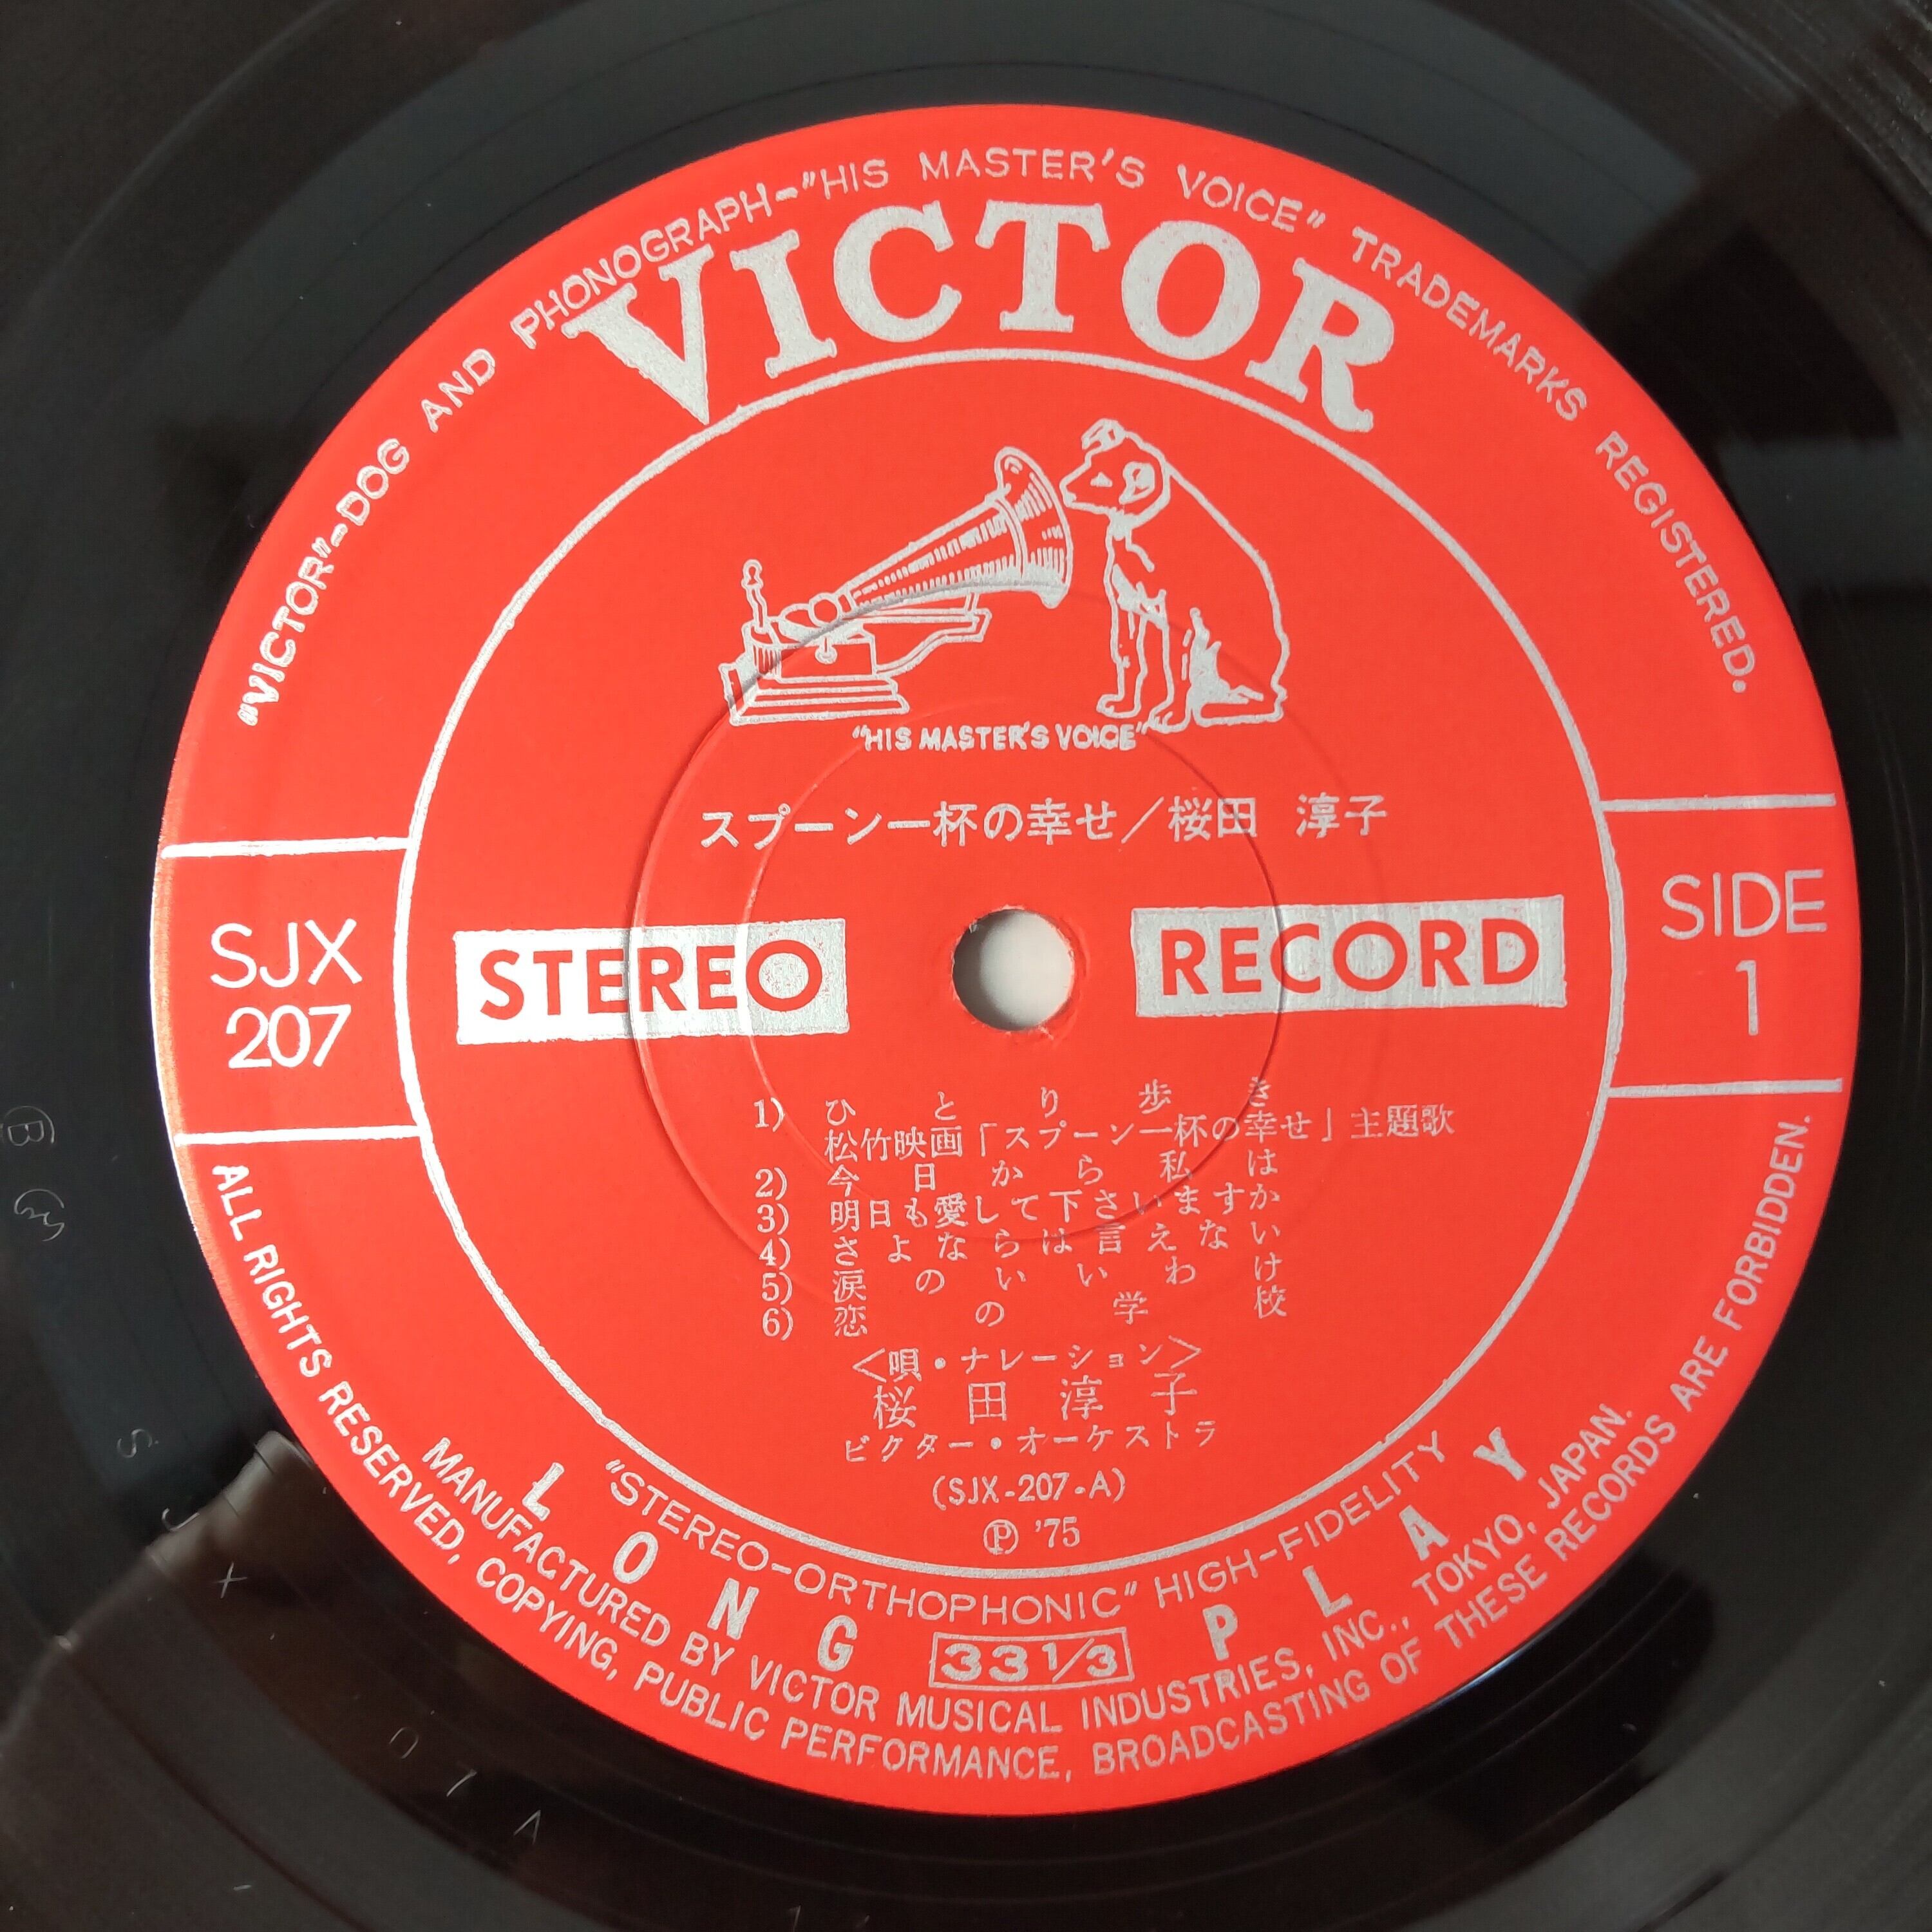 "VICTOR"-DOG AND PHONOGRAPH-"HIS MASTER'S VOICE" TRADEMARKS REGISTERED.
VICTOR
"HIS MASTER'S VOICE"
スプーン一杯の幸せ／桜田 淳子
SJX
207
STEREO
RECORD
SIDE
1
1) ひとり歩き
松竹映画「スプーン一杯の幸せ」主題歌
2) 今日から私は
3) 明日も愛して下さいますか
4) さよならは言えない
5) 涙のいいわけ
6) 恋の学校
＜唄・ナレーション＞
桜田淳子
ビクター・オーケストラ
(SJX-207-A)
Ⓟ '75
"STEREO-ORTHOPHONIC" HIGH-FIDELITY
LONG 33 1/3 PLAY
MANUFACTURED BY VICTOR MUSICAL INDUSTRIES, INC., TOKYO, JAPAN.
ALL RIGHTS RESERVED, COPYING, PUBLIC PERFORMANCE, BROADCASTING OF THESE RECORDS ARE FORBIDDEN.